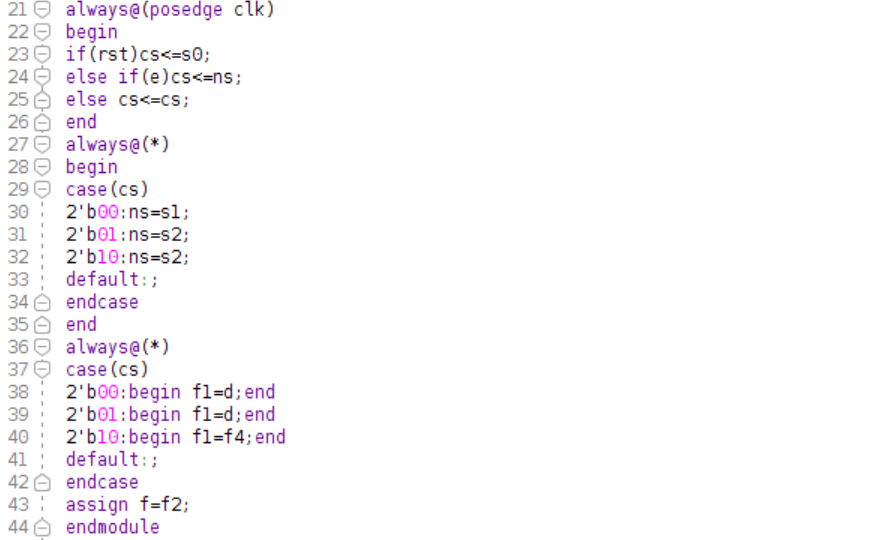 21 always@(posedge clk)
22 begin
23 if(rst)cs<=s0;
24 else if(e)cs<=ns;
25 else cs<=cs;
26 end
27 always@(*)
28 begin
29 case(cs)
30 2'b00:ns=s1;
31 2'b01:ns=s2;
32 2'b10:ns=s2;
33 default:;
34 endcase
35 end
36 always@(*)
37 case(cs)
38 2'b00:begin f1=d;end
39 2'b01:begin f1=d;end
40 2'b10:begin f1=f4;end
41 default:;
42 endcase
43 assign f=f2;
44 endmodule